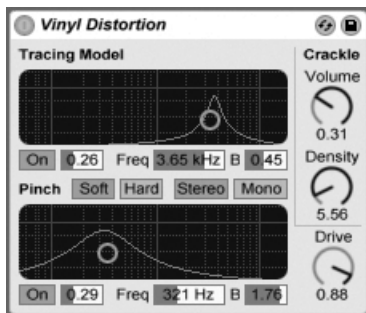 Vinyl Distortion
Tracing Model
Crackle
Volume
0.31
On 0.26 Freq 3.65 kHz B 0.45
Density
5.56
Pinch Soft Hard Stereo Mono
Drive
0.88
On 0.29 Freq 321 Hz B 1.76